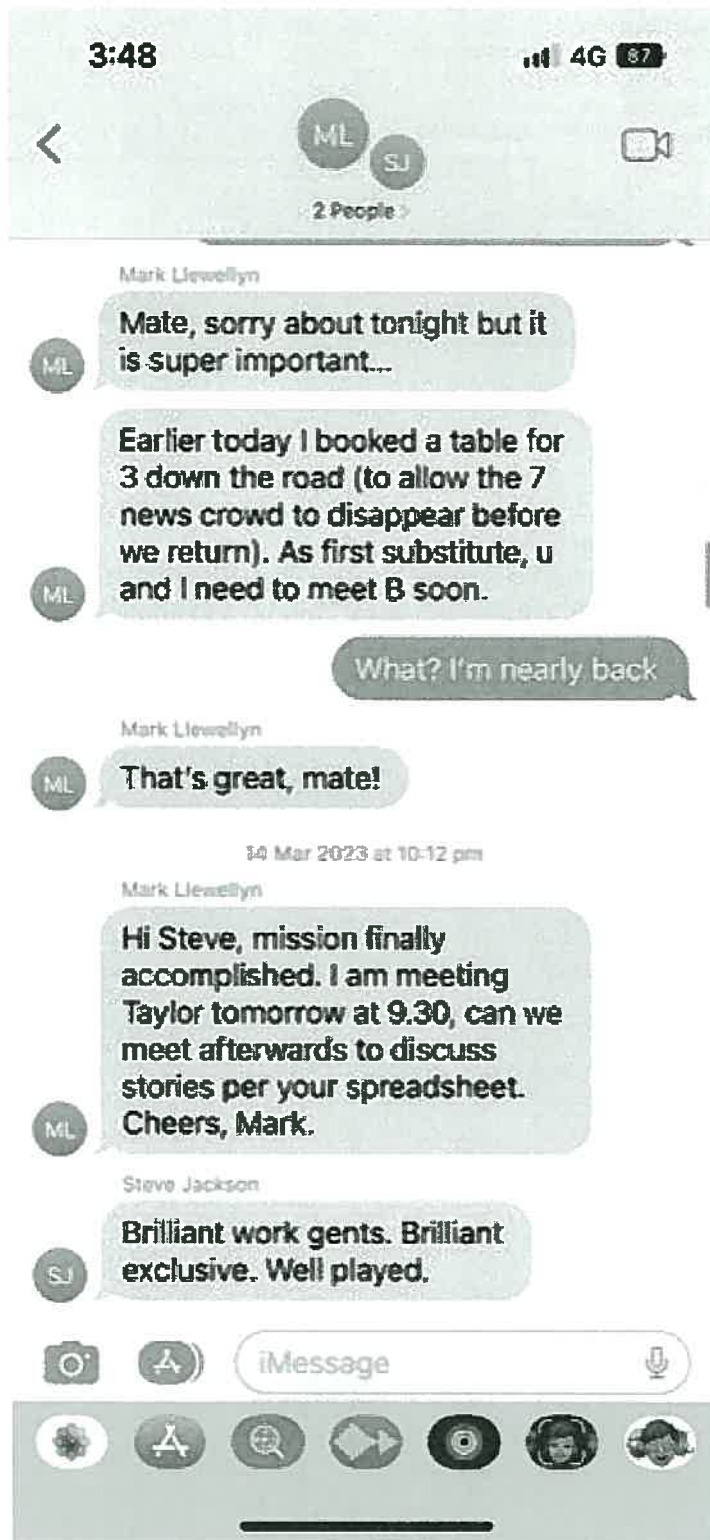 3:48
4G 87
ML
SJ
2 People >
Mark Llewellyn
Mate, sorry about tonight but it
is super important...
ML
Earlier today I booked a table for
3 down the road (to allow the 7
news crowd to disappear before
we return). As first substitute, u
and I need to meet B soon.
ML
What? I'm nearly back
Mark Llewellyn
That's great, mate!
ML
14 Mar 2023 at 10:12 pm
Mark Llewellyn
Hi Steve, mission finally
accomplished. I am meeting
Taylor tomorrow at 9.30, can we
meet afterwards to discuss
stories per your spreadsheet.
Cheers, Mark.
ML
Steve Jackson
Brilliant work gents. Brilliant
exclusive. Well played.
SJ
iMessage